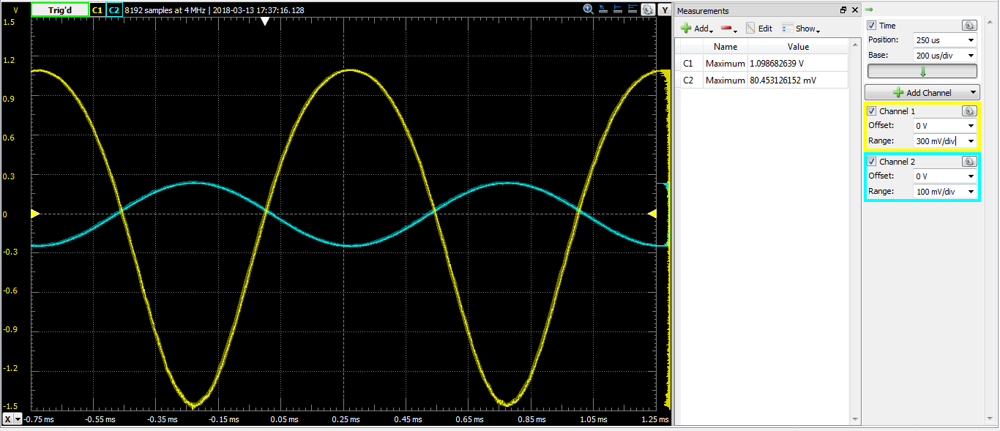 V Trig'd C1 C2 8192 samples at 4 MHz | 2018-03-13 17:37:16.128 Y
1.5
1.2
0.9
0.6
0.3
0
-0.3
-0.6
-0.9
-1.2
-1.5
X -0.75 ms -0.55 ms -0.35 ms -0.15 ms 0.05 ms 0.25 ms 0.45 ms 0.65 ms 0.85 ms 1.05 ms 1.25 ms
Measurements
Add Edit Show
Name Value
C1 Maximum 1.098682639 V
C2 Maximum 80.453126152 mV
Time
Position: 250 us
Base: 200 us/div
Add Channel
Channel 1
Offset: 0 V
Range: 300 mV/div
Channel 2
Offset: 0 V
Range: 100 mV/div